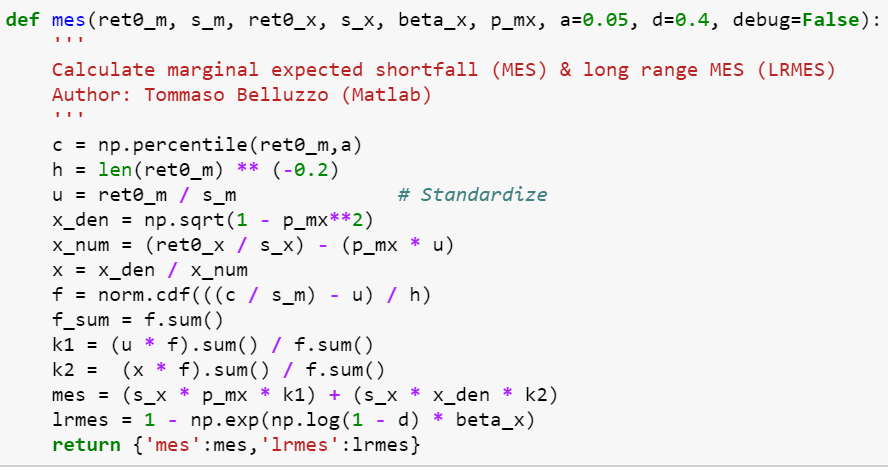 def mes(ret0_m, s_m, ret0_x, s_x, beta_x, p_mx, a=0.05, d=0.4, debug=False):
    '''
    Calculate marginal expected shortfall (MES) & long range MES (LRMES)
    Author: Tommaso Belluzzo (Matlab)
    '''
    c = np.percentile(ret0_m,a)
    h = len(ret0_m) ** (-0.2)
    u = ret0_m / s_m              # Standardize
    x_den = np.sqrt(1 - p_mx**2)
    x_num = (ret0_x / s_x) - (p_mx * u)
    x = x_den / x_num
    f = norm.cdf(((c / s_m) - u) / h)
    f_sum = f.sum()
    k1 = (u * f).sum() / f.sum()
    k2 =  (x * f).sum() / f.sum()
    mes = (s_x * p_mx * k1) + (s_x * x_den * k2)
    lrmes = 1 - np.exp(np.log(1 - d) * beta_x)
    return {'mes':mes,'lrmes':lrmes}